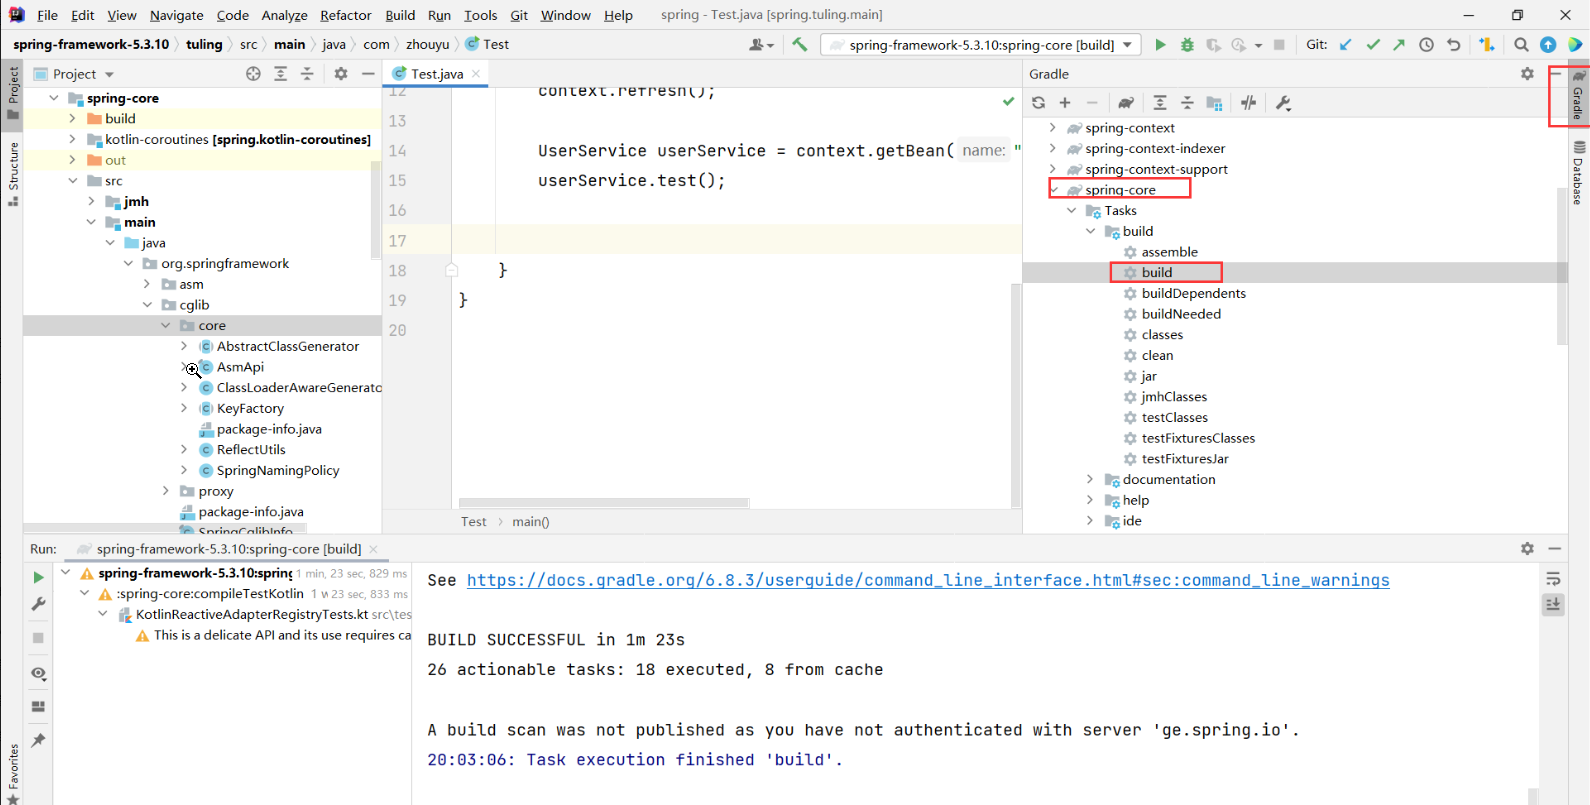 File Edit View Navigate Code Analyze Refactor Build Run Tools Git Window Help spring - Test.java [spring.tuling.main]
spring-framework-5.3.10 tuling src main java com zhouyu Test spring-framework-5.3.10:spring-core [build] Git:
Project
Structure
Favorites
Project
spring-core
build
kotlin-coroutines [spring.kotlin-coroutines]
out
src
jmh
main
java
org.springframework
asm
cglib
core
AbstractClassGenerator
AsmApi
ClassLoaderAwareGenerato
KeyFactory
package-info.java
ReflectUtils
SpringNamingPolicy
proxy
package-info.java
SpringCglibInfo
Test.java
12 context.refresh();
13
14 UserService userService = context.getBean( name: "
15 userService.test();
16
17
18 }
19 }
20
Test main()
Gradle
spring-context
spring-context-indexer
spring-context-support
spring-core
Tasks
build
assemble
build
buildDependents
buildNeeded
classes
clean
jar
jmhClasses
testClasses
testFixturesClasses
testFixturesJar
documentation
help
ide
Gradle
Database
Run: spring-framework-5.3.10:spring-core [build]
spring-framework-5.3.10:spring 1 min, 23 sec, 829 ms
:spring-core:compileTestKotlin 1 w 23 sec, 833 ms
KotlinReactiveAdapterRegistryTests.kt src\tes
This is a delicate API and its use requires ca
See https://docs.gradle.org/6.8.3/userguide/command_line_interface.html#sec:command_line_warnings
BUILD SUCCESSFUL in 1m 23s
26 actionable tasks: 18 executed, 8 from cache
A build scan was not published as you have not authenticated with server 'ge.spring.io'.
20:03:06: Task execution finished 'build'.